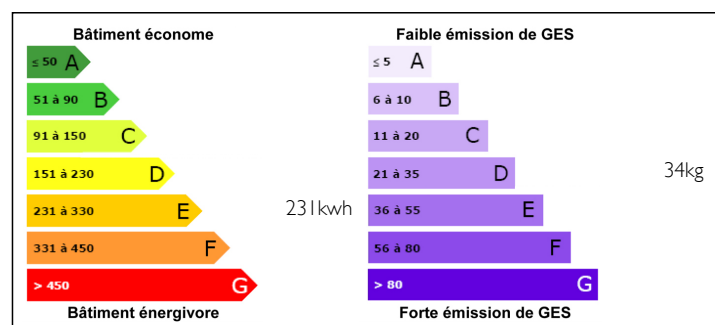 Bâtiment économe
≤ 50 A
51 à 90 B
91 à 150 C
151 à 230 D
231 à 330 E
331 à 450 F
> 450 G
Bâtiment énergivore
231kwh
Faible émission de GES
≤ 5 A
6 à 10 B
11 à 20 C
21 à 35 D
36 à 55 E
56 à 80 F
> 80 G
Forte émission de GES
34kg